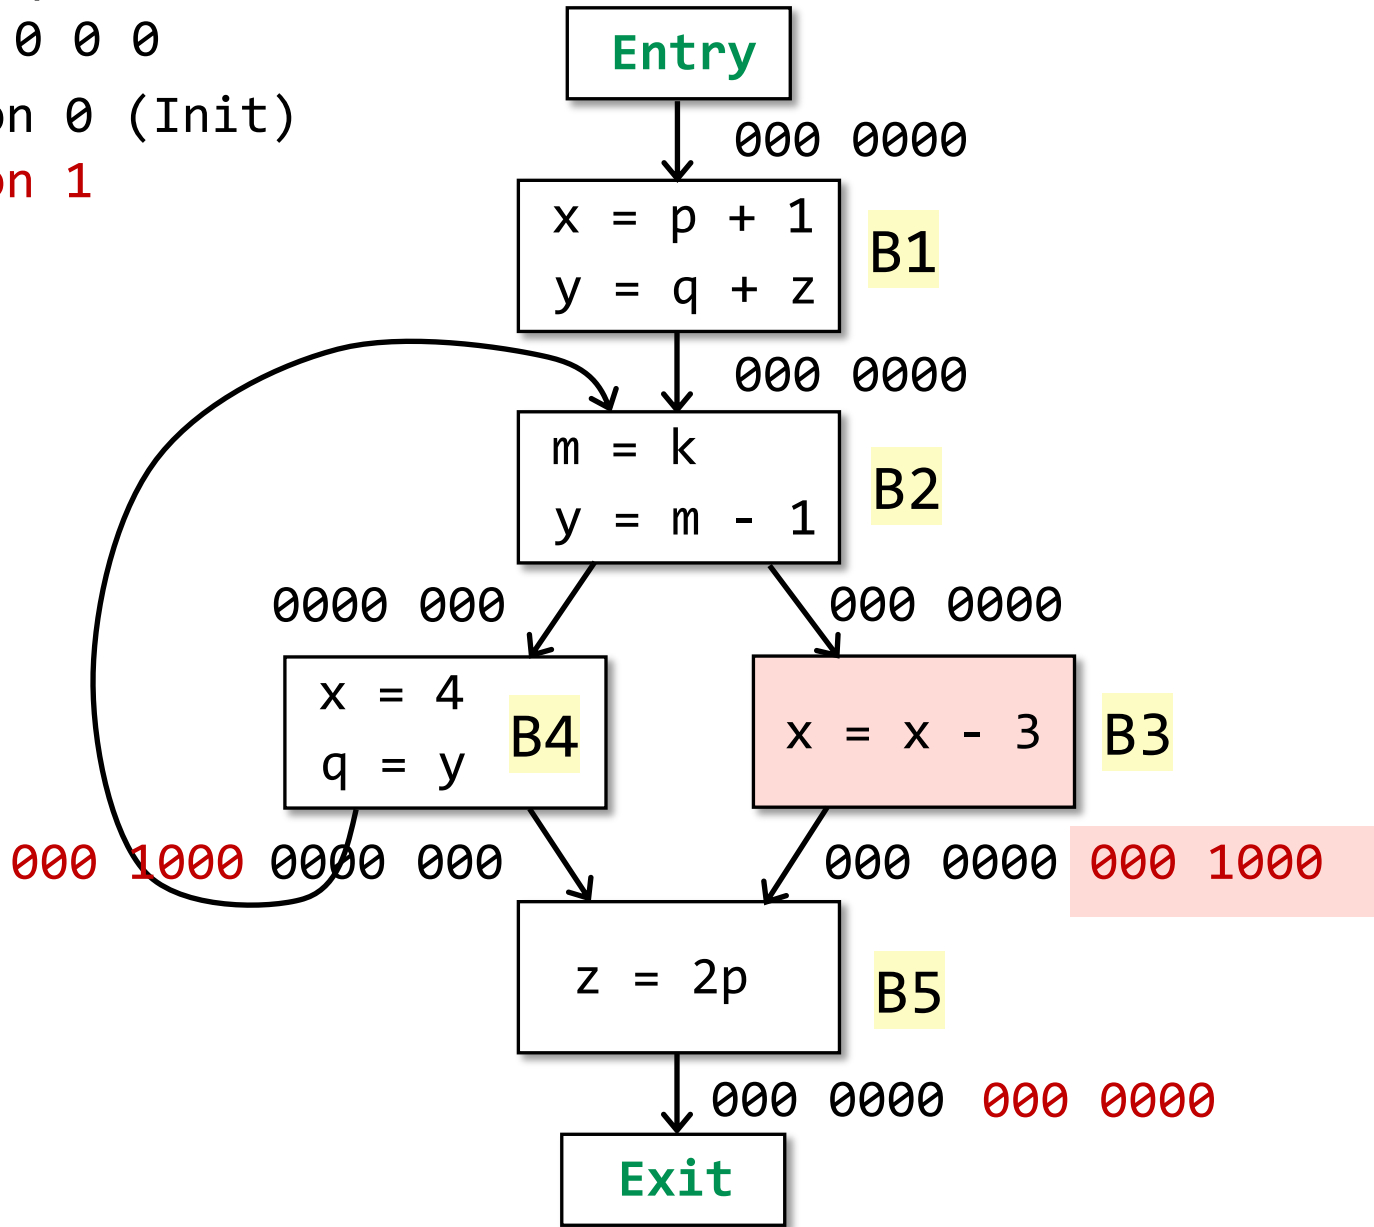 0 0 0
on 0 (Init)
on 1
Entry
000 0000
x = p + 1
y = q + z
B1
000 0000
m = k
y = m - 1
B2
0000 000
000 0000
x = 4
q = y
B4
x = x - 3
B3
000 1000 0000 000
000 0000 000 1000
z = 2p
B5
000 0000 000 0000
Exit